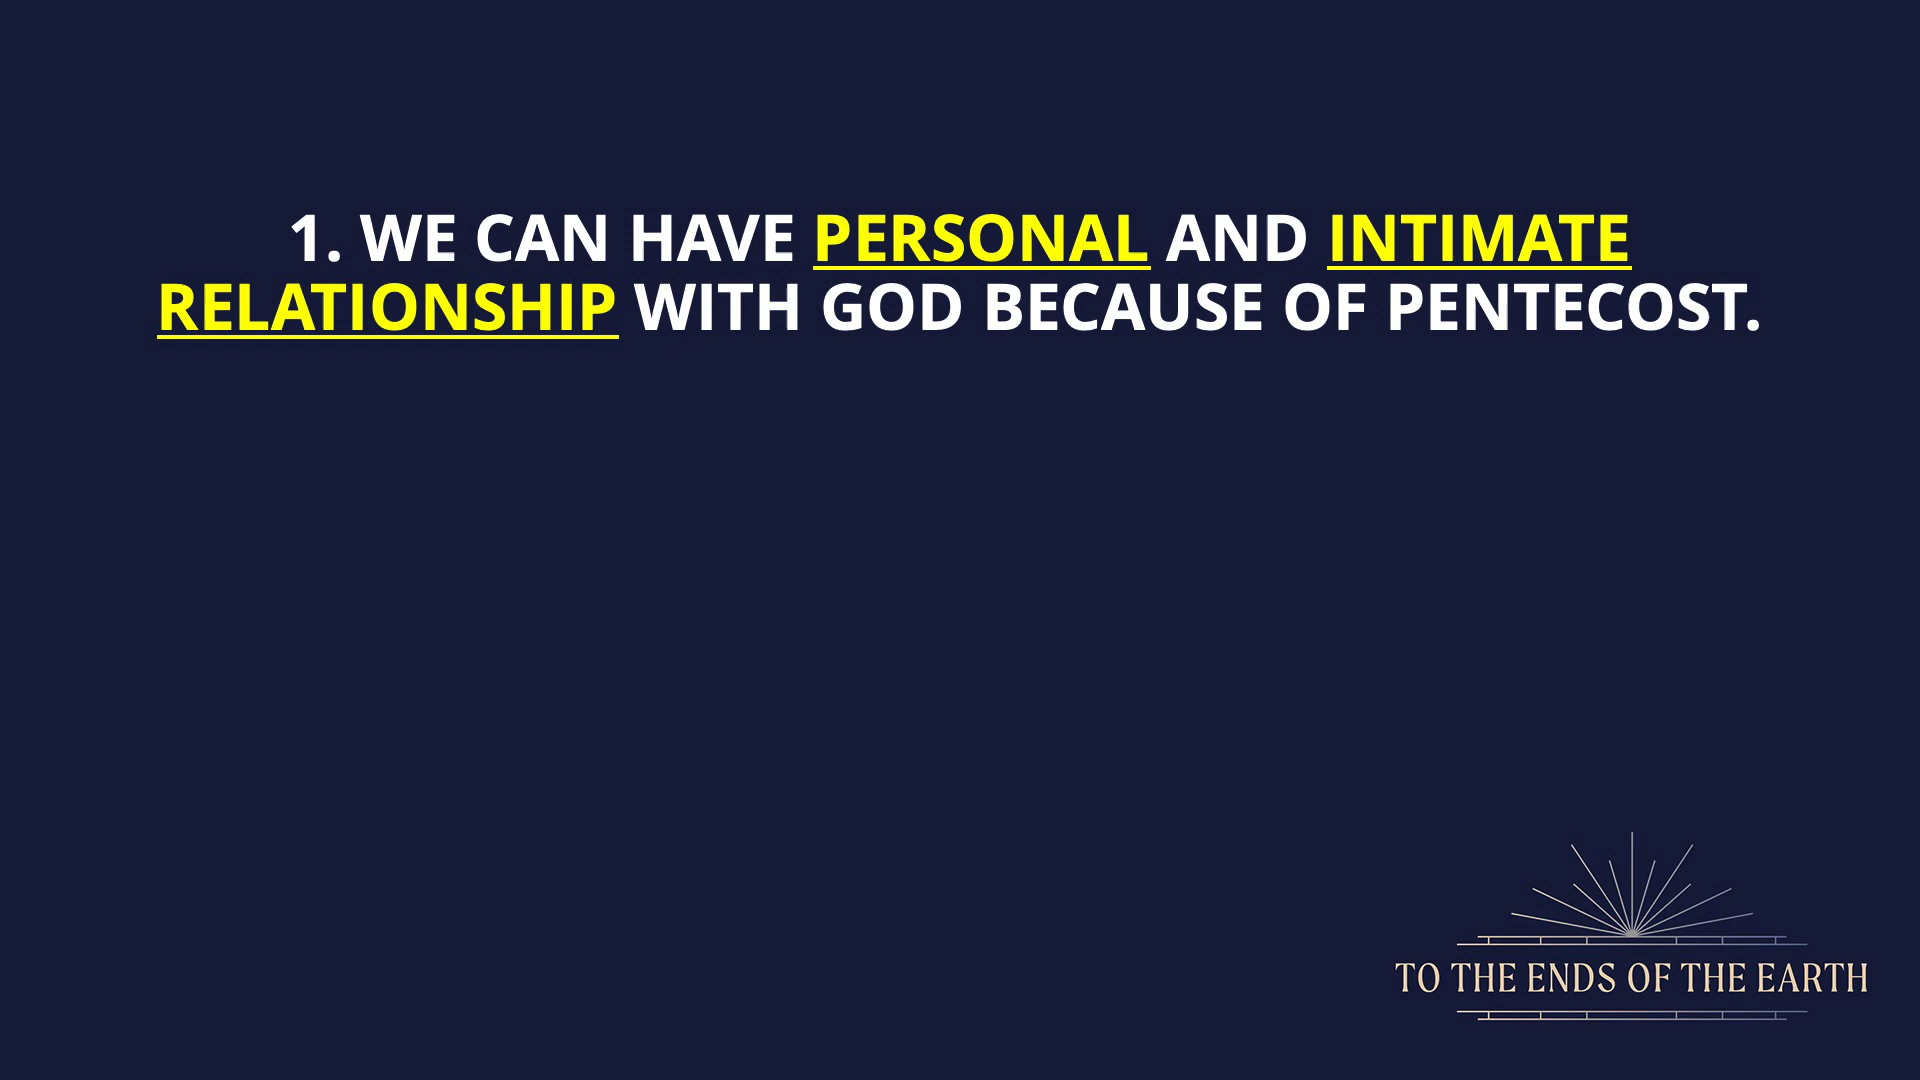 1. WE CAN HAVE PERSONAL AND INTIMATE
RELATIONSHIP WITH GOD BECAUSE OF PENTECOST.
TO THE ENDS OF THE EARTH